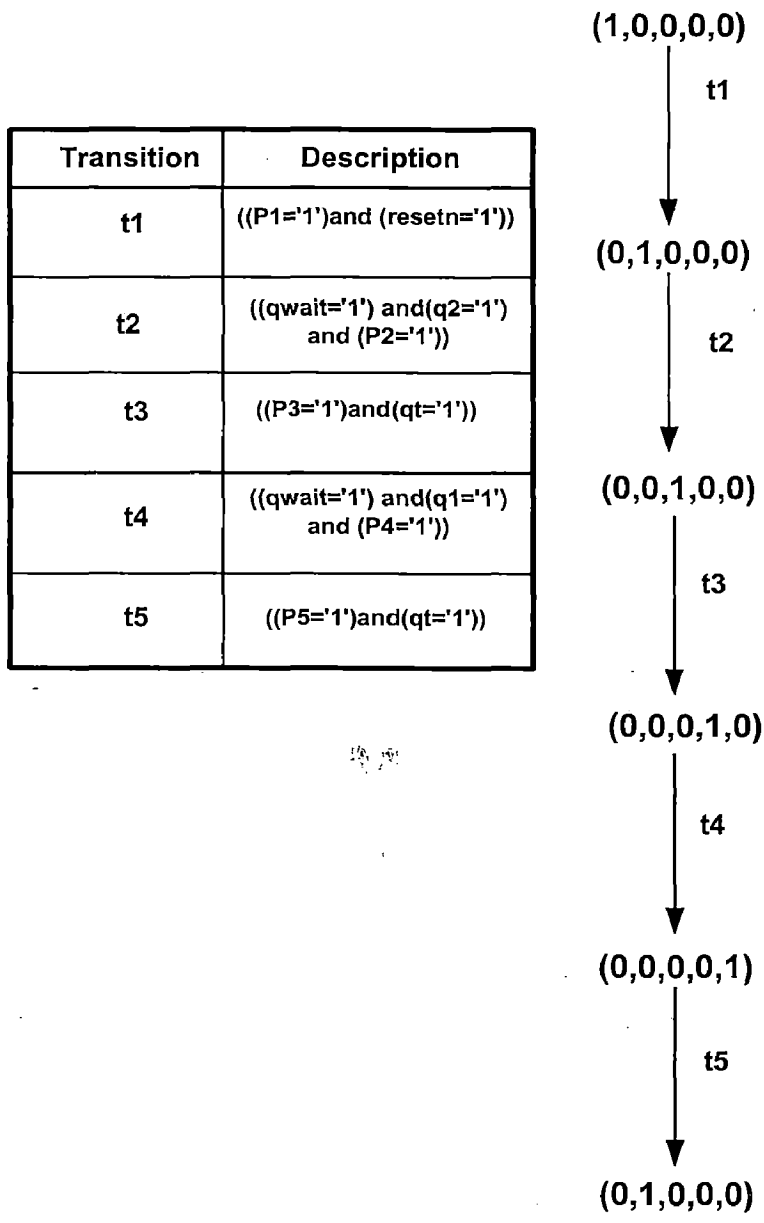 Transition Description
t1 ((P1='1')and (resetn='1'))
t2 ((qwait='1') and(q2='1')
and (P2='1'))
t3 ((P3='1')and(qt='1'))
t4 ((qwait='1') and(q1='1')
and (P4='1'))
t5 ((P5='1')and(qt='1'))
(1,0,0,0,0)
t1
(0,1,0,0,0)
t2
(0,0,1,0,0)
t3
(0,0,0,1,0)
t4
(0,0,0,0,1)
t5
(0,1,0,0,0)